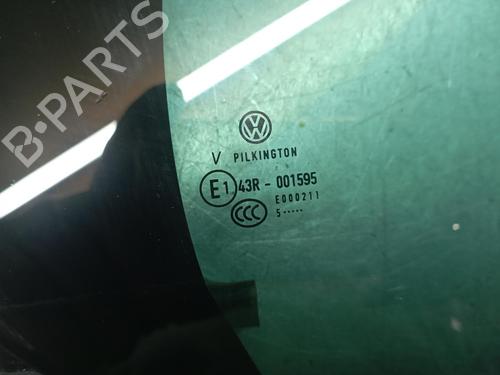 B-PARTS
V PILKINGTON
E1 43R - 001595
CCC E000211
5 ·····